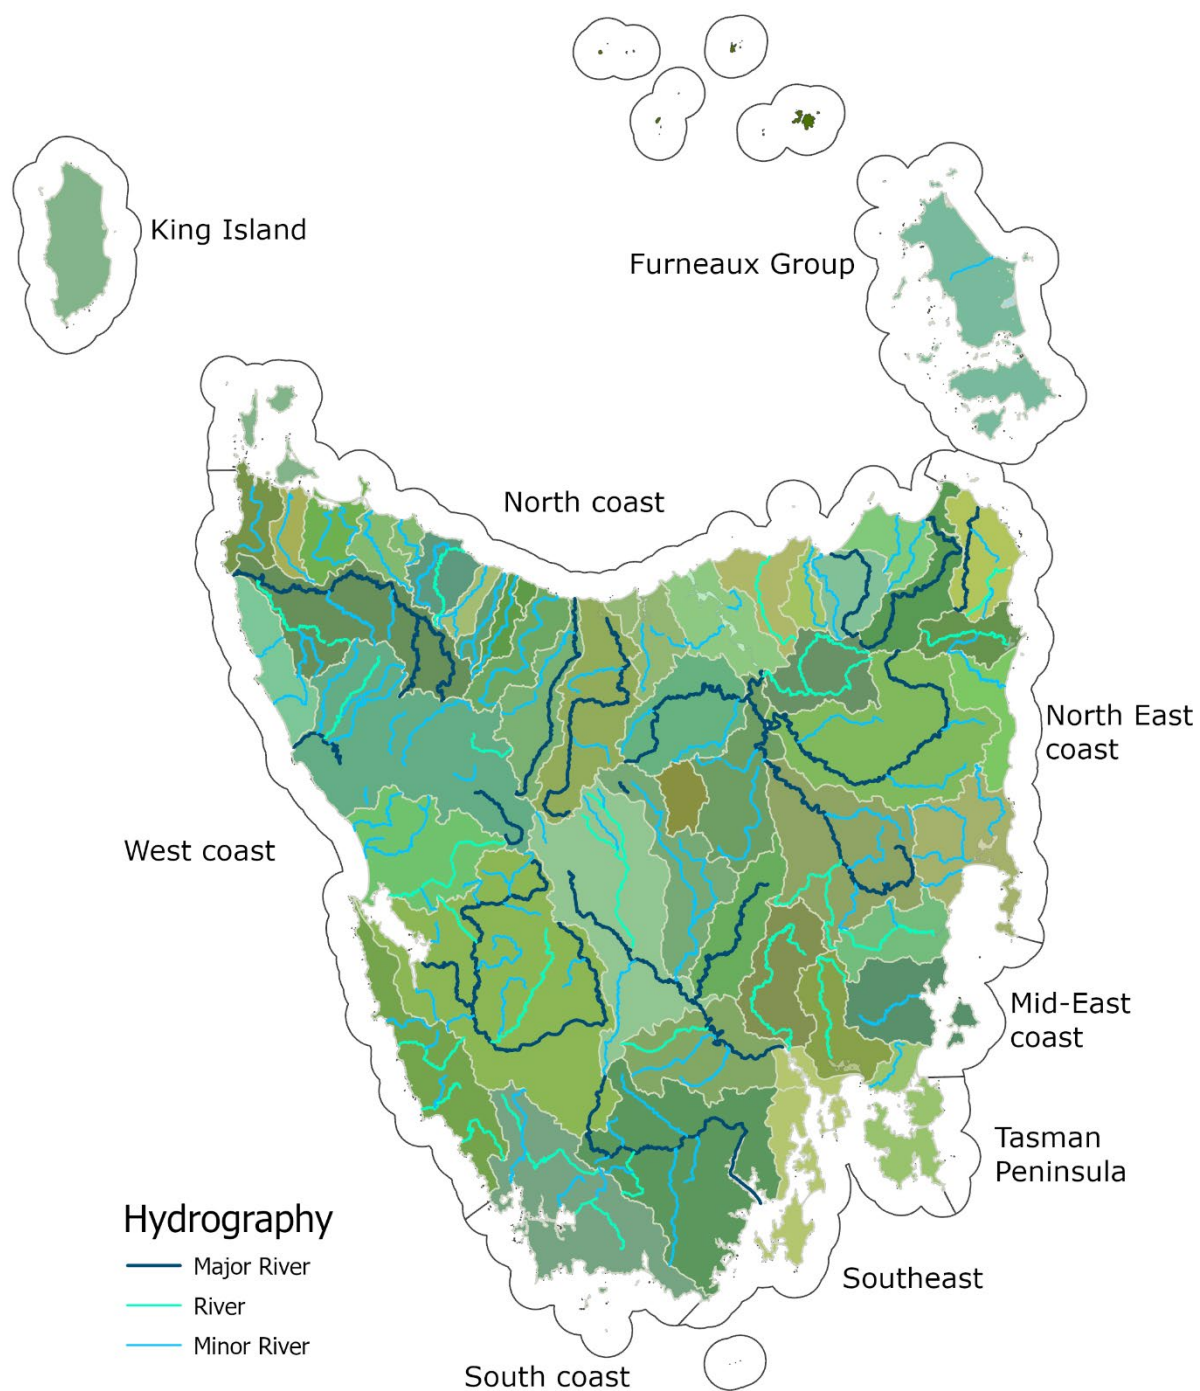 King Island
Furneaux Group
North coast
North East
coast
West coast
Mid-East
coast
Tasman
Peninsula
Hydrography
Major River
River
Minor River
Southeast
South coast